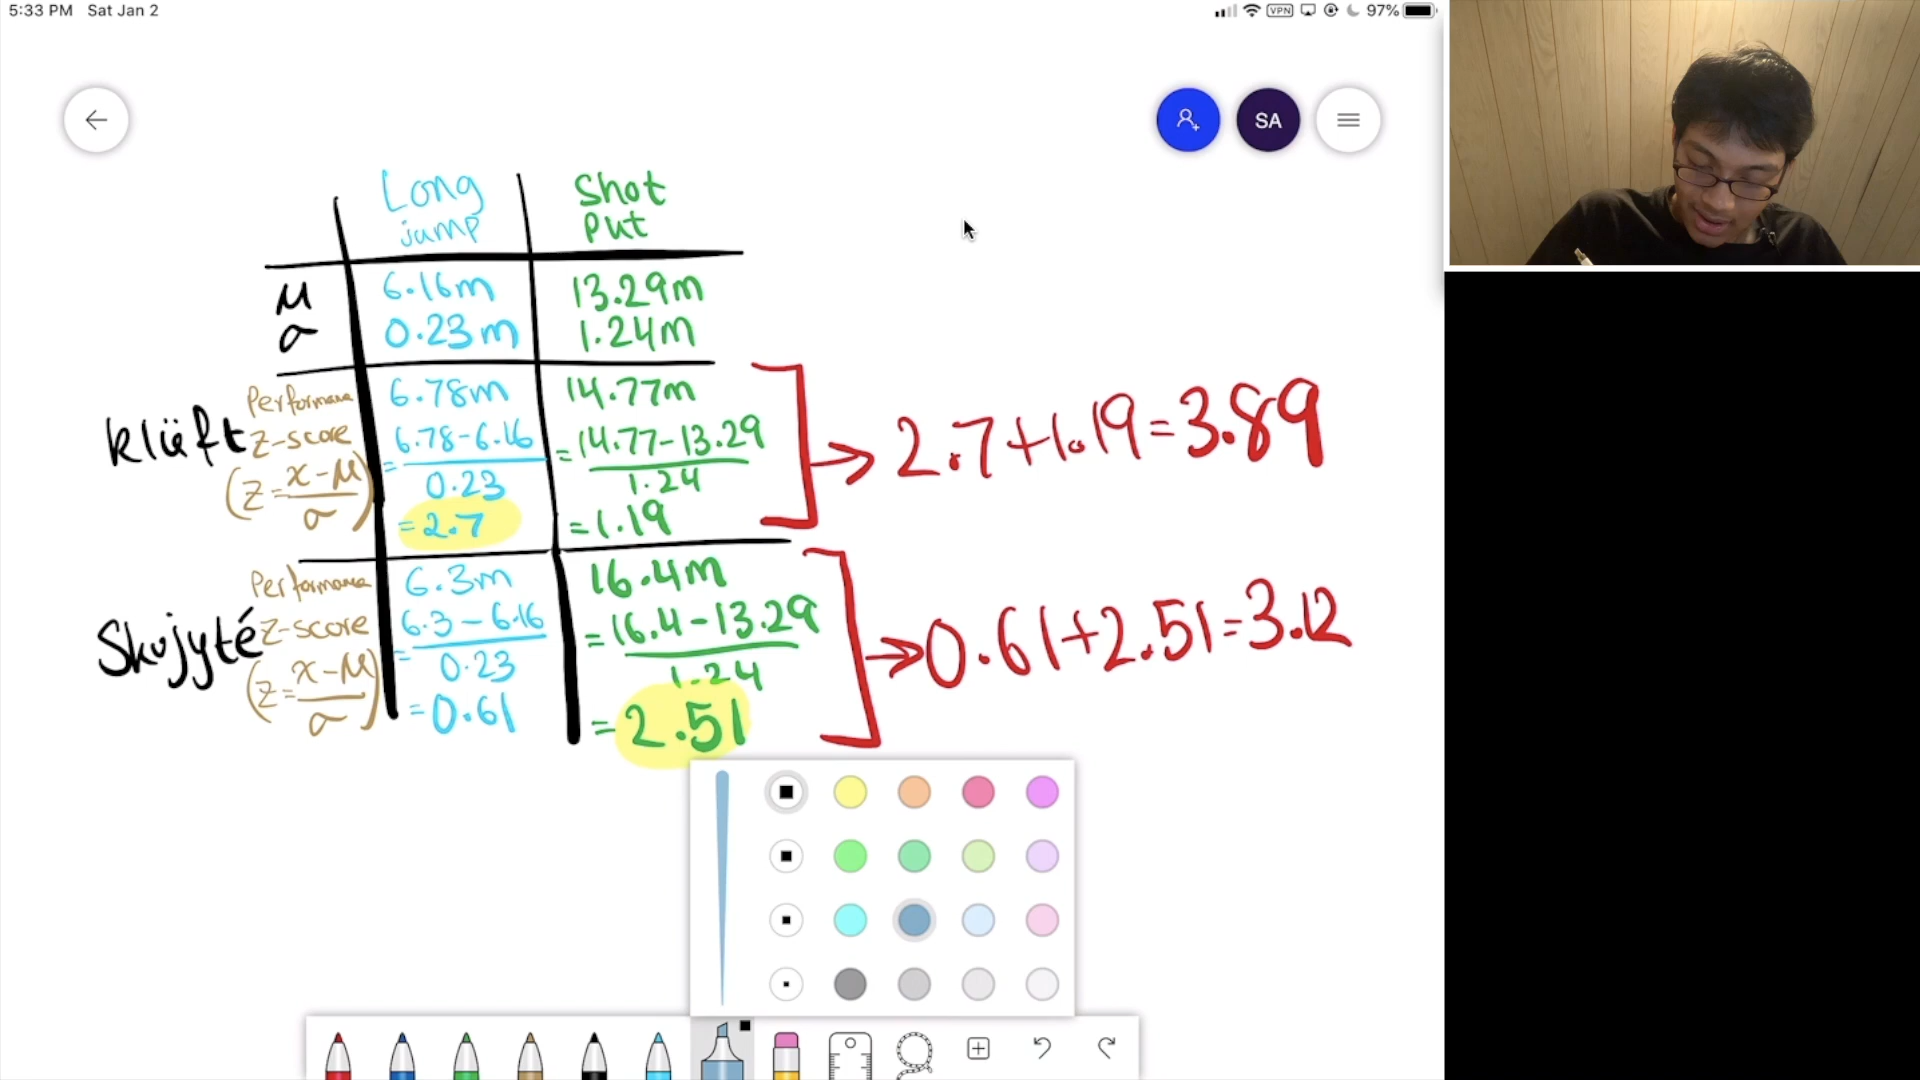 5:33 PM Sat Jan 2
VPN 97%
SA
Long jump
Shot put
μ 6.16m 13.29m
σ 0.23m 1.24m
klüft
Performance 6.78m 14.77m
z-score
(z = x-μ / σ)
= 6.78-6.16 / 0.23
= 2.7
= 14.77-13.29 / 1.24
= 1.19
→ 2.7+1.19=3.89
Skujyté
Performance 6.3m 16.4m
z-score
(z = x-μ / σ)
= 6.3-6.16 / 0.23
= 0.61
= 16.4-13.29 / 1.24
= 2.51
→ 0.61+2.51=3.12